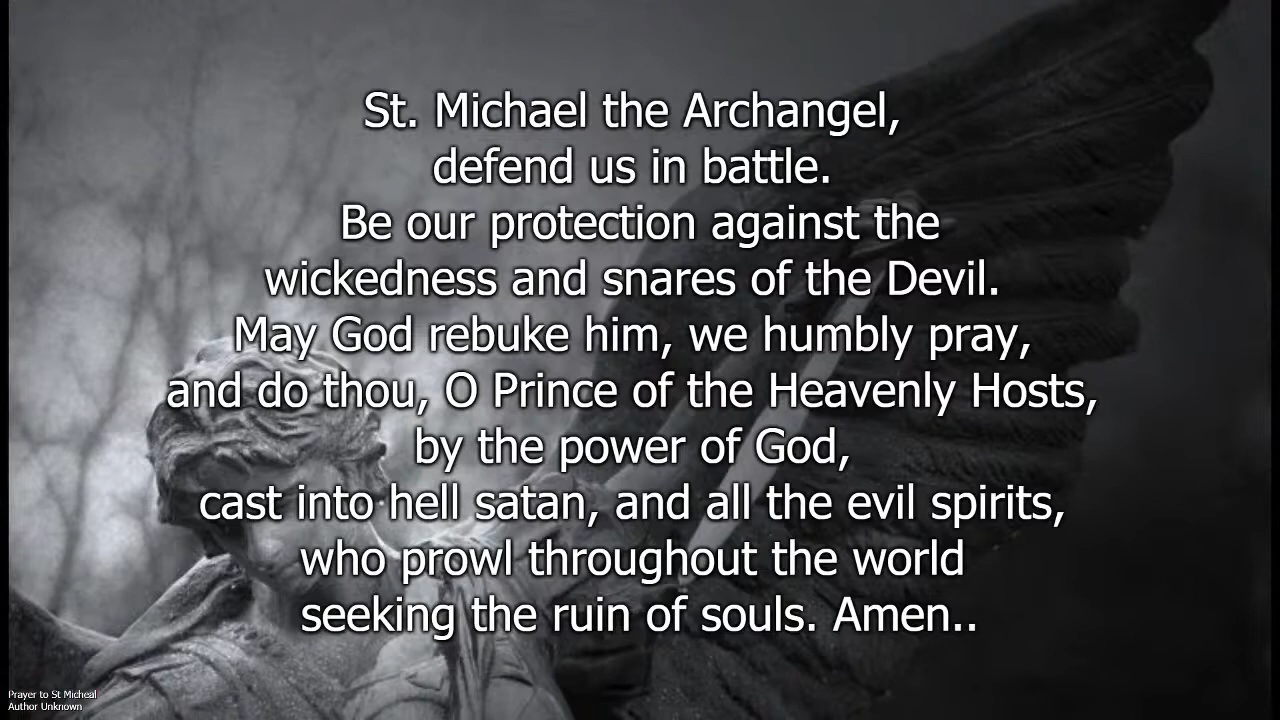 St. Michael the Archangel,
defend us in battle.
Be our protection against the
wickedness and snares of the Devil.
May God rebuke him, we humbly pray,
and do thou, O Prince of the Heavenly Hosts,
by the power of God,
cast into hell satan, and all the evil spirits,
who prowl throughout the world
seeking the ruin of souls. Amen..
Prayer to St Micheal
Author Unknown